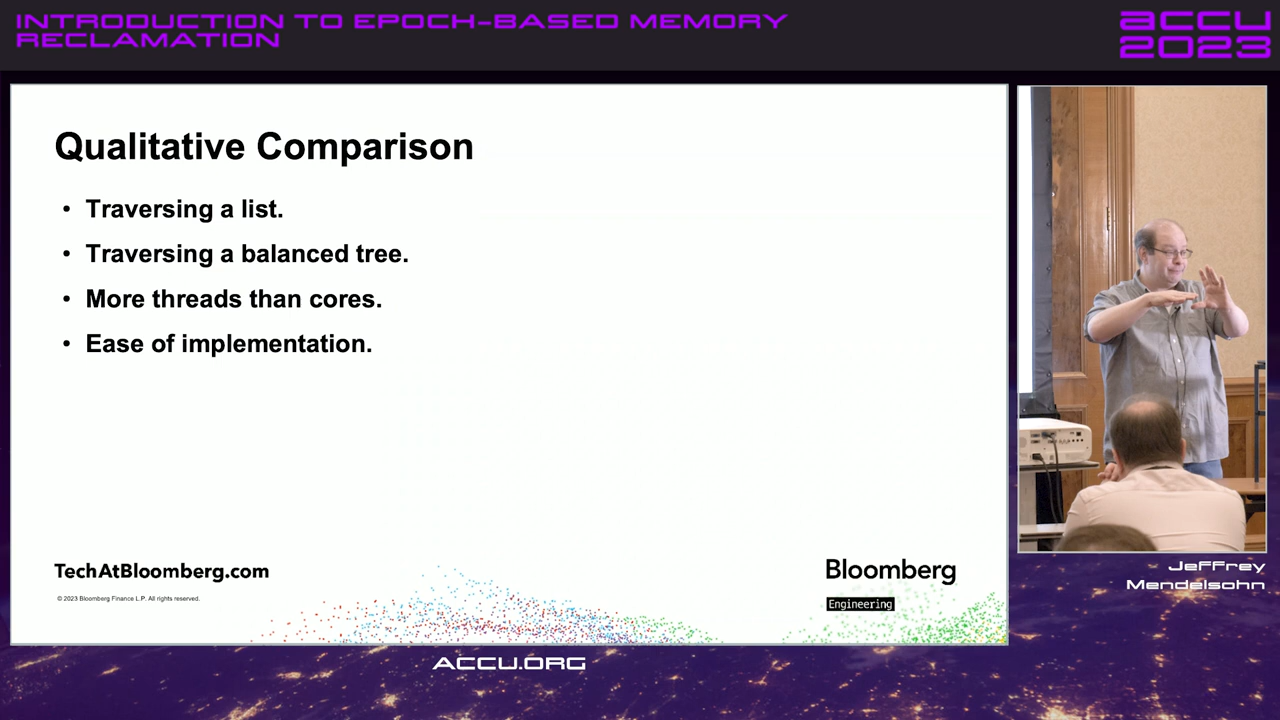 INTRODUCTION TO EPOCH-BASED MEMORY
RECLAMATION
ACCU
2023
Qualitative Comparison
• Traversing a list.
• Traversing a balanced tree.
• More threads than cores.
• Ease of implementation.
TechAtBloomberg.com
© 2023 Bloomberg Finance L.P. All rights reserved.
Bloomberg
Engineering
Jeffrey
Mendelsohn
ACCU.ORG